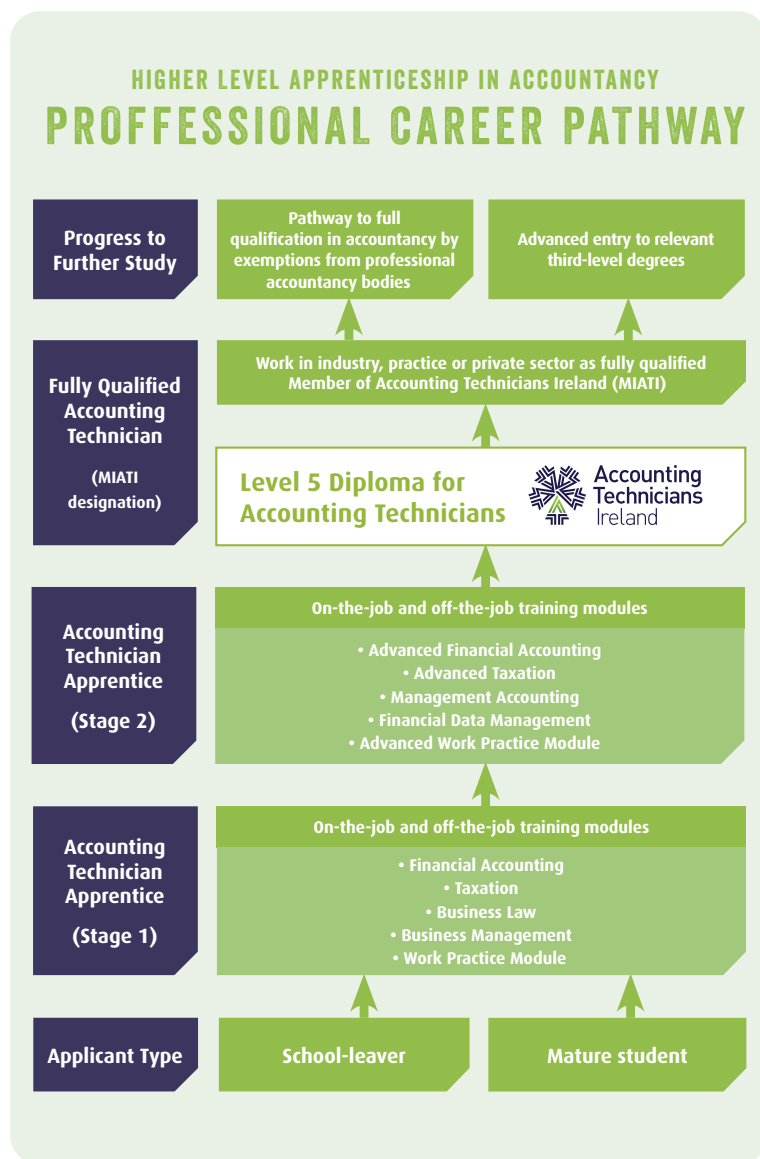 HIGHER LEVEL APPRENTICESHIP IN ACCOUNTANCY
PROFFESSIONAL CAREER PATHWAY
Progress to
Further Study
Pathway to full
qualification in accountancy by
exemptions from professional
accountancy bodies
Advanced entry to relevant
third-level degrees
Fully Qualified
Accounting
Technician
(MIATI
designation)
Work in industry, practice or private sector as fully qualified
Member of Accounting Technicians Ireland (MIATI)
Level 5 Diploma for
Accounting Technicians
Accounting
Technicians
Ireland
Accounting
Technician
Apprentice
(Stage 2)
On-the-job and off-the-job training modules
• Advanced Financial Accounting
• Advanced Taxation
• Management Accounting
• Financial Data Management
• Advanced Work Practice Module
Accounting
Technician
Apprentice
(Stage 1)
On-the-job and off-the-job training modules
• Financial Accounting
• Taxation
• Business Law
• Business Management
• Work Practice Module
Applicant Type
School-leaver
Mature student